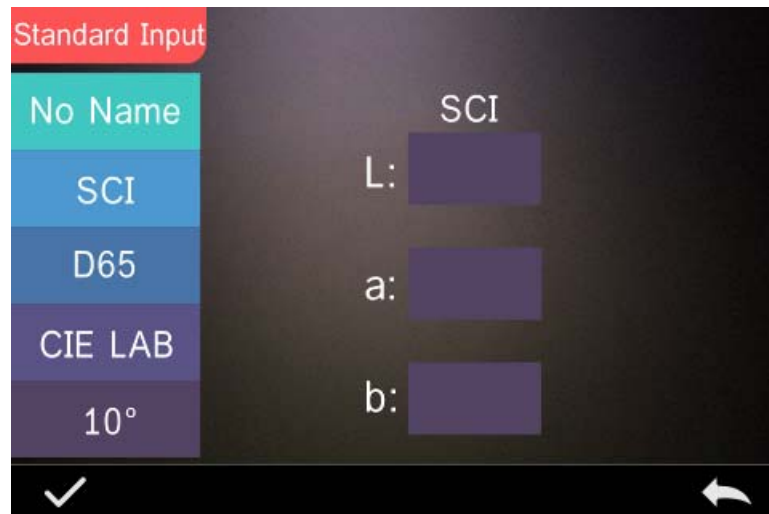 Standard Input
No Name
SCI
D65
CIE LAB
10°
SCI
L:
a:
b: